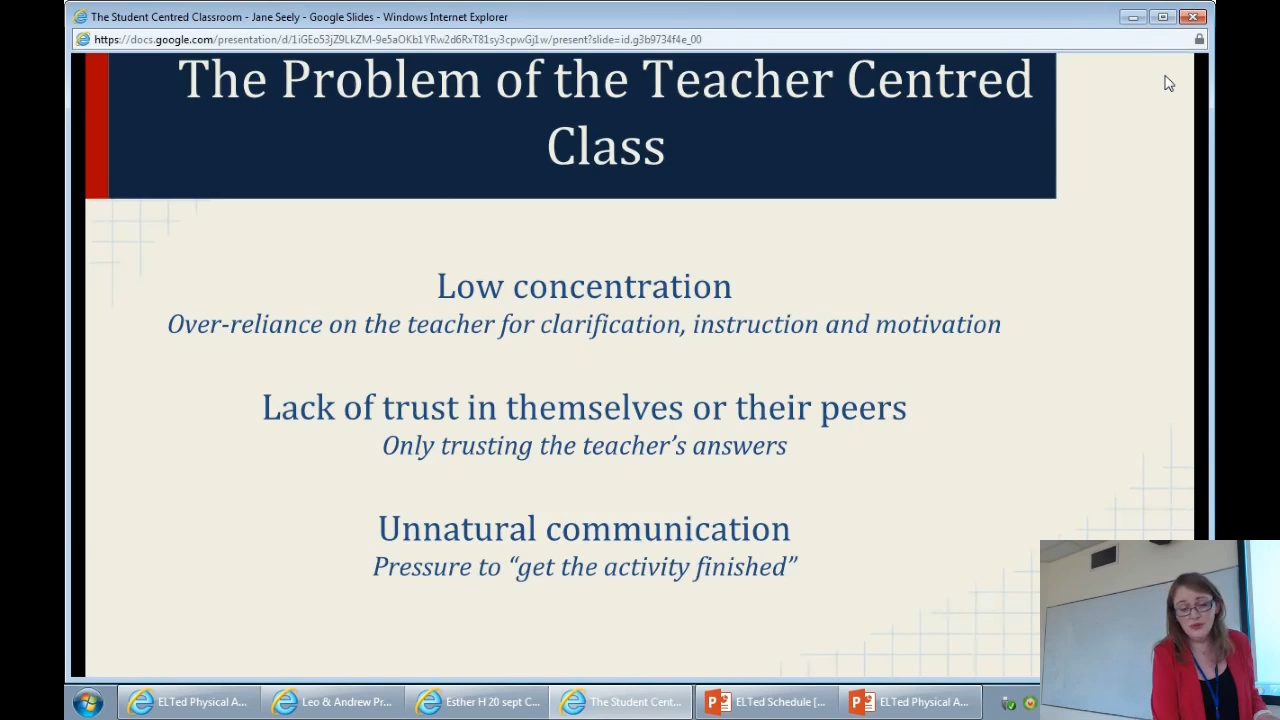 The Student Centred Classroom - Jane Seely - Google Slides - Windows Internet Explorer
https://docs.google.com/presentation/d/1iGEo53jZ9LkZM-9e5aOKb1YRw2d6RxT81sy3cpwGj1w/present?slide=id.g3b9734f4e_00
The Problem of the Teacher Centred
Class
Low concentration
Over-reliance on the teacher for clarification, instruction and motivation
Lack of trust in themselves or their peers
Only trusting the teacher’s answers
Unnatural communication
Pressure to “get the activity finished”
ELTed Physical A...
Leo & Andrew Pr...
Esther H 20 sept C...
The Student Cent...
ELTed Schedule [...
ELTed Physical A...